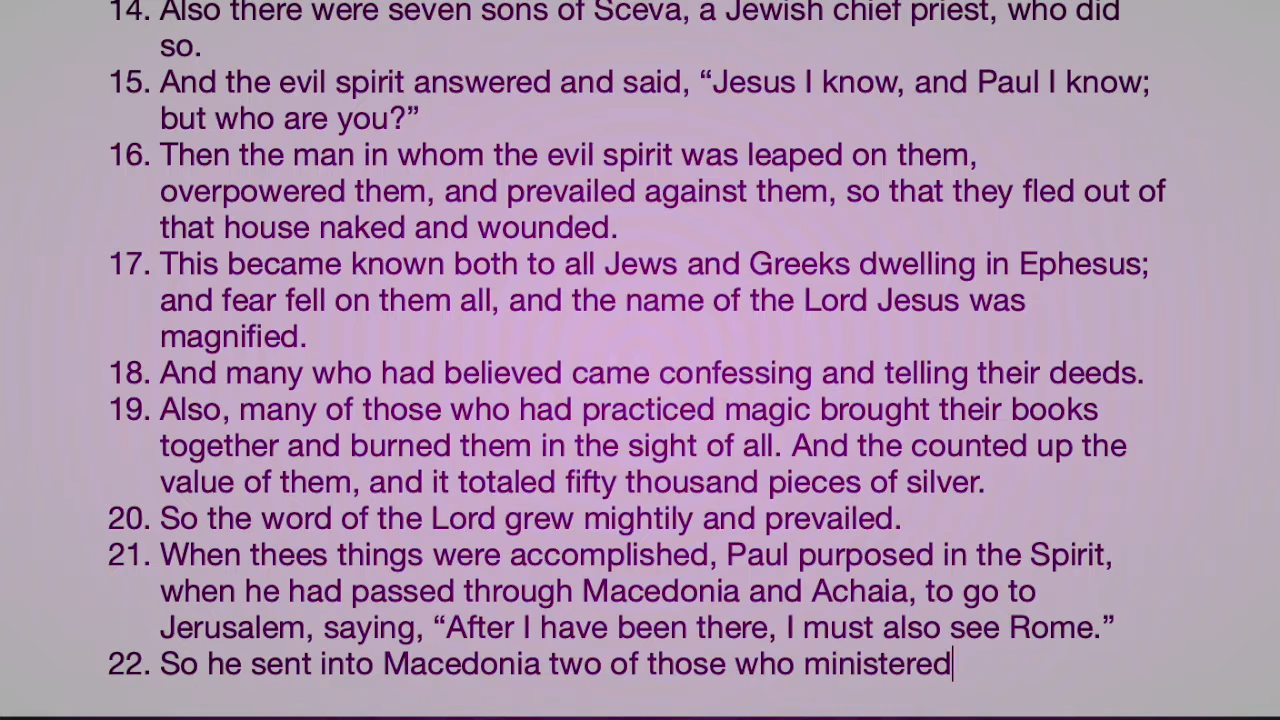 14. Also there were seven sons of Sceva, a Jewish chief priest, who did
so.
15. And the evil spirit answered and said, “Jesus I know, and Paul I know;
but who are you?”
16. Then the man in whom the evil spirit was leaped on them,
overpowered them, and prevailed against them, so that they fled out of
that house naked and wounded.
17. This became known both to all Jews and Greeks dwelling in Ephesus;
and fear fell on them all, and the name of the Lord Jesus was
magnified.
18. And many who had believed came confessing and telling their deeds.
19. Also, many of those who had practiced magic brought their books
together and burned them in the sight of all. And the counted up the
value of them, and it totaled fifty thousand pieces of silver.
20. So the word of the Lord grew mightily and prevailed.
21. When thees things were accomplished, Paul purposed in the Spirit,
when he had passed through Macedonia and Achaia, to go to
Jerusalem, saying, “After I have been there, I must also see Rome.”
22. So he sent into Macedonia two of those who ministered